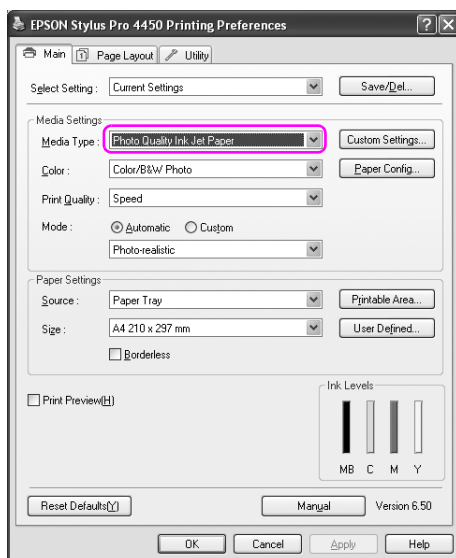 EPSON Stylus Pro 4450 Printing Preferences
Main Page Layout Utility
Select Setting : Current Settings Save/Del...
Media Settings
Media Type : Photo Quality Ink Jet Paper Custom Settings...
Color : Color/B&W Photo Paper Config...
Print Quality : Speed
Mode : Automatic Custom
Photo-realistic
Paper Settings
Source : Paper Tray Printable Area...
Size : A4 210 x 297 mm User Defined...
Borderless
Print Preview(H)
Ink Levels
MB C M Y
Reset Defaults(Y) Manual Version 6.50
OK Cancel Apply Help